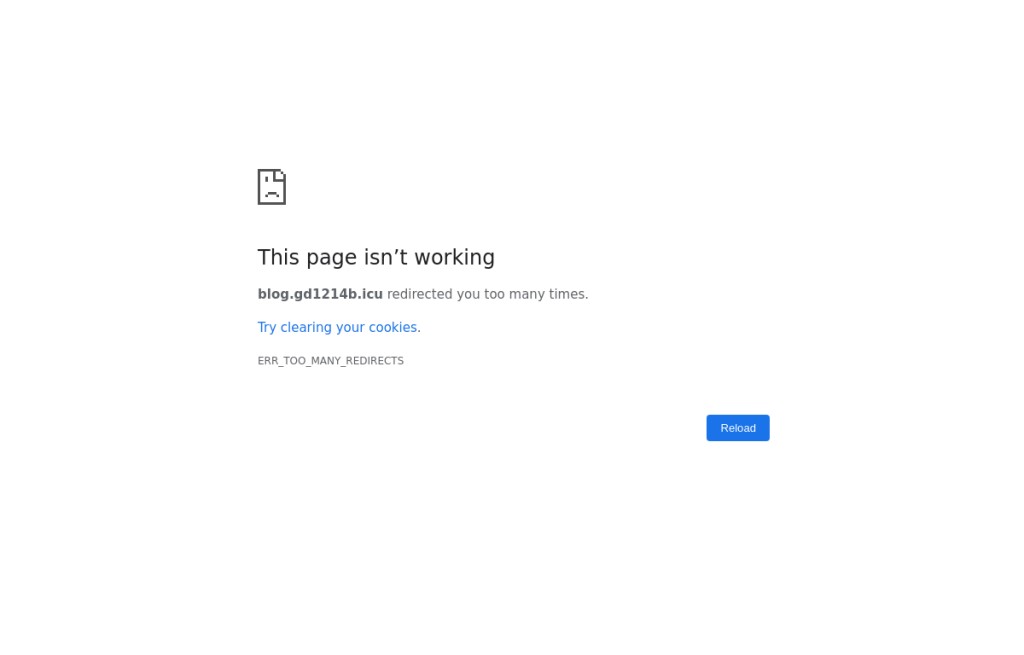 This page isn’t working
blog.gd1214b.icu redirected you too many times.
Try clearing your cookies.
ERR_TOO_MANY_REDIRECTS
Reload